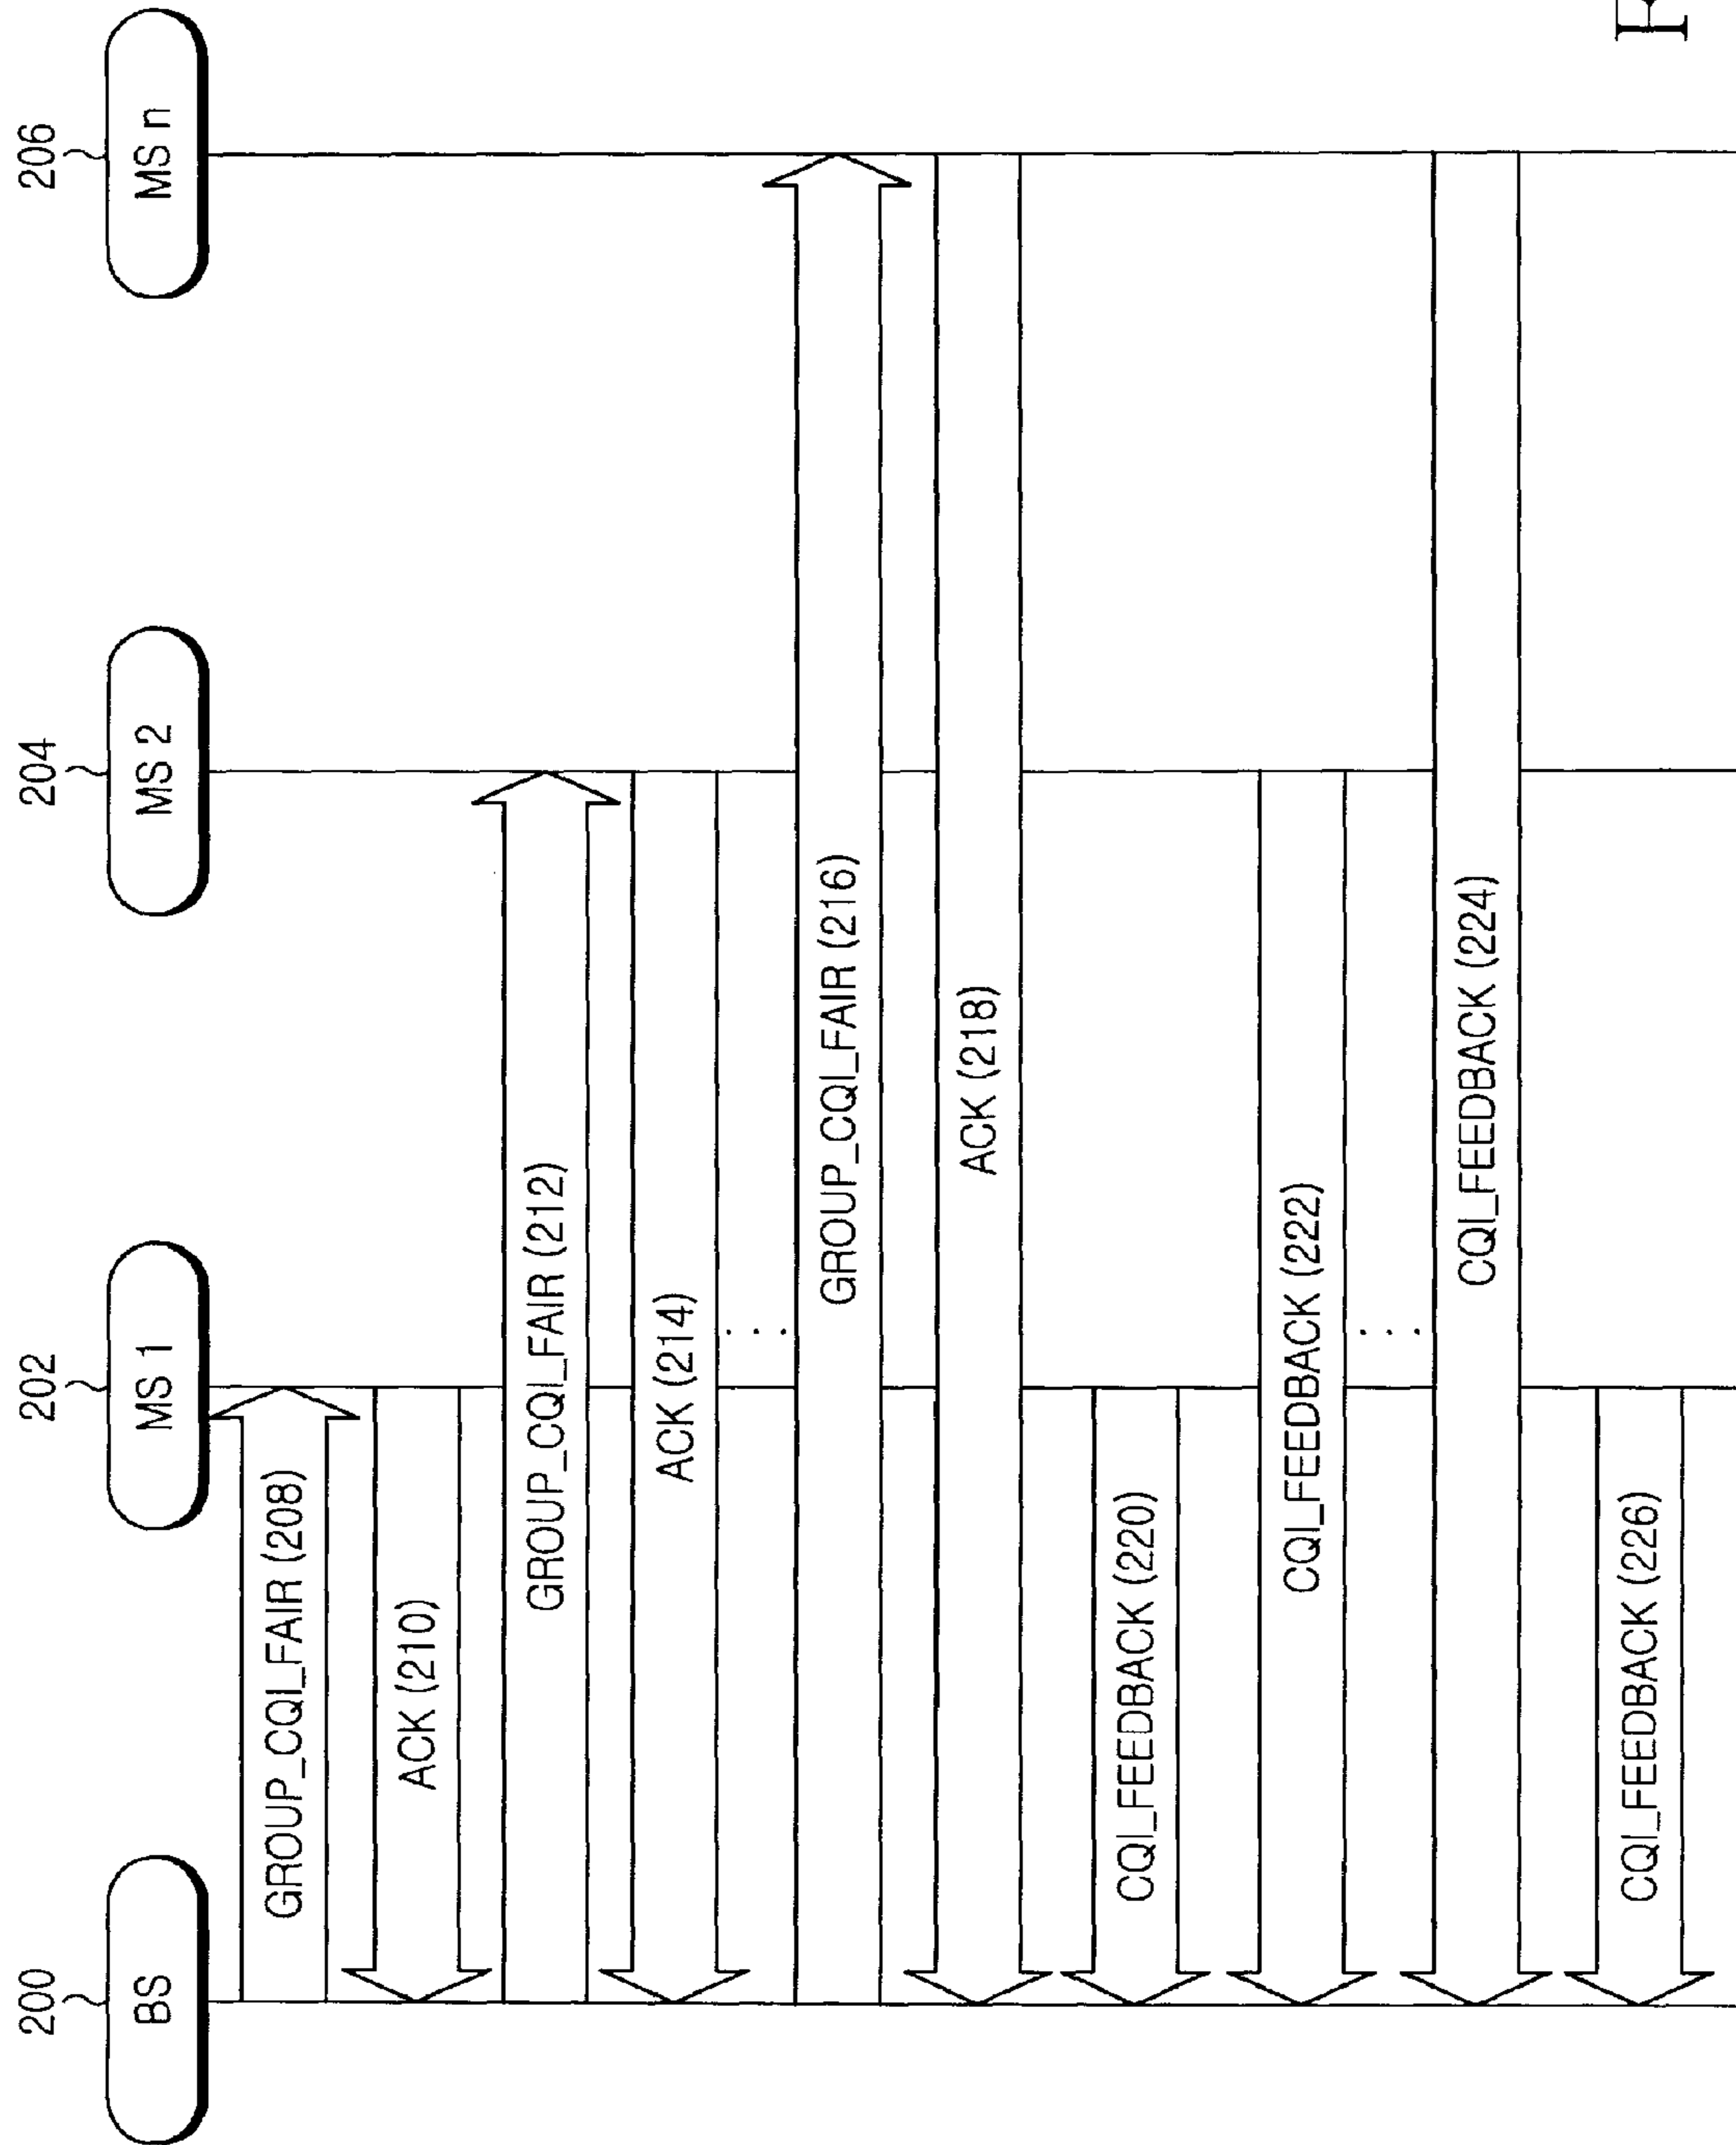 200
202
204
206
BS
MS 1
MS 2
MS n
GROUP_CQI_FAIR (208)
ACK (210)
GROUP_CQI_FAIR (212)
ACK (214)
GROUP_CQI_FAIR (216)
ACK (218)
CQI_FEEDBACK (220)
CQI_FEEDBACK (222)
CQI_FEEDBACK (224)
CQI_FEEDBACK (226)